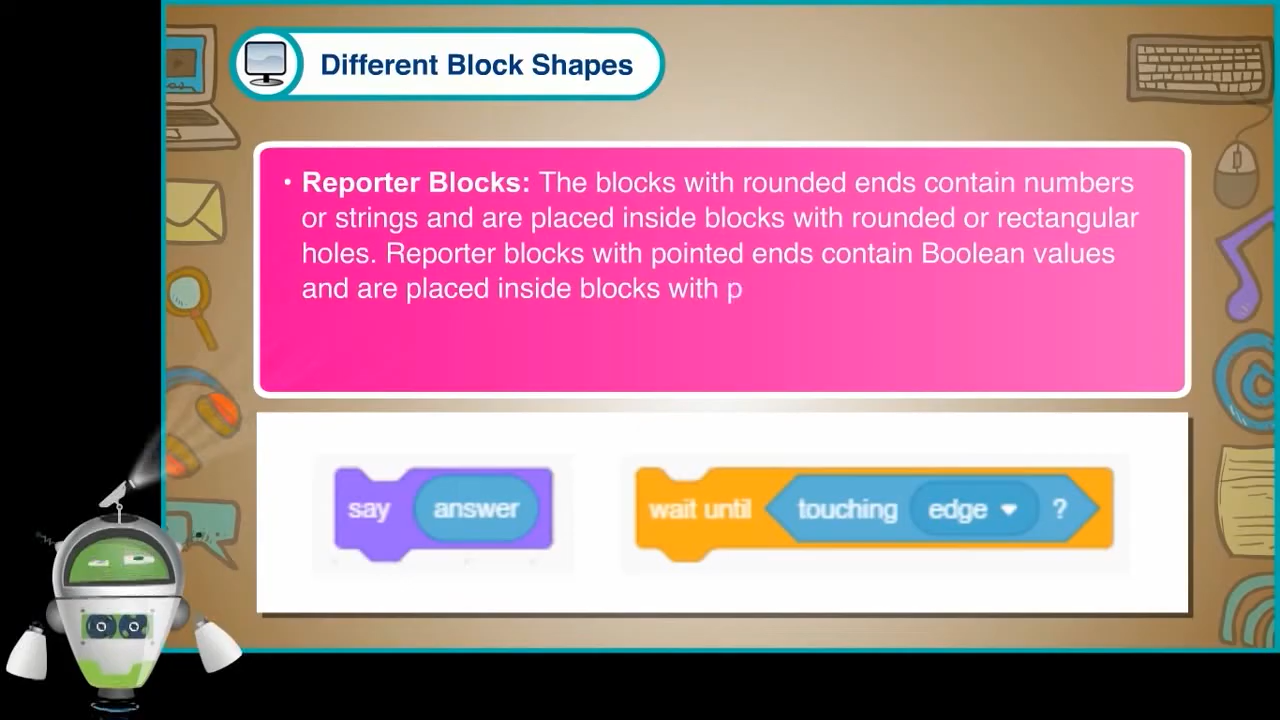 Different Block Shapes
• Reporter Blocks: The blocks with rounded ends contain numbers
or strings and are placed inside blocks with rounded or rectangular
holes. Reporter blocks with pointed ends contain Boolean values
and are placed inside blocks with p
say answer
wait until touching edge ?